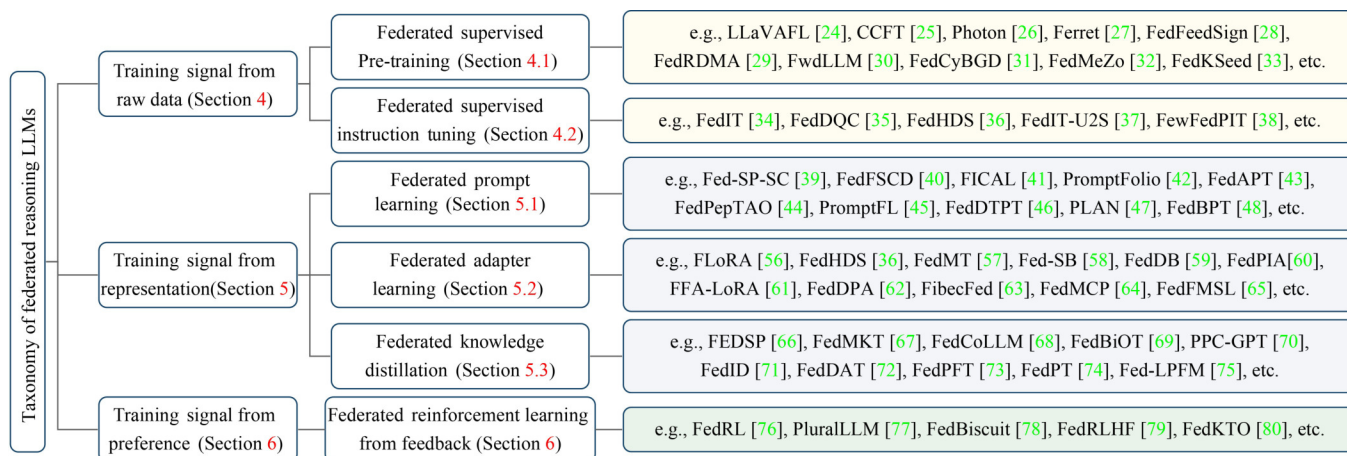 Taxonomy of federated reasoning LLMs
Training signal from
raw data (Section 4)
Federated supervised
Pre-training (Section 4.1)
e.g., LLaVAFL [24], CCFT [25], Photon [26], Ferret [27], FedFeedSign [28],
FedRDMA [29], FwdLLM [30], FedCyBGD [31], FedMeZo [32], FedKSeed [33], etc.
Federated supervised
instruction tuning (Section 4.2)
e.g., FedIT [34], FedDQC [35], FedHDS [36], FedIT-U2S [37], FewFedPIT [38], etc.
Training signal from
representation(Section 5)
Federated prompt
learning (Section 5.1)
e.g., Fed-SP-SC [39], FedFSCD [40], FICAL [41], PromptFolio [42], FedAPT [43],
FedPepTAO [44], PromptFL [45], FedDTPT [46], PLAN [47], FedBPT [48], etc.
Federated adapter
learning (Section 5.2)
e.g., FLoRA [56], FedHDS [36], FedMT [57], Fed-SB [58], FedDB [59], FedPIA[60],
FFA-LoRA [61], FedDPA [62], FibecFed [63], FedMCP [64], FedFMSL [65], etc.
Federated knowledge
distillation (Section 5.3)
e.g., FEDSP [66], FedMKT [67], FedCoLLM [68], FedBiOT [69], PPC-GPT [70],
FedID [71], FedDAT [72], FedPFT [73], FedPT [74], Fed-LPFM [75], etc.
Training signal from
preference (Section 6)
Federated reinforcement learning
from feedback (Section 6)
e.g., FedRL [76], PluralLLM [77], FedBiscuit [78], FedRLHF [79], FedKTO [80], etc.